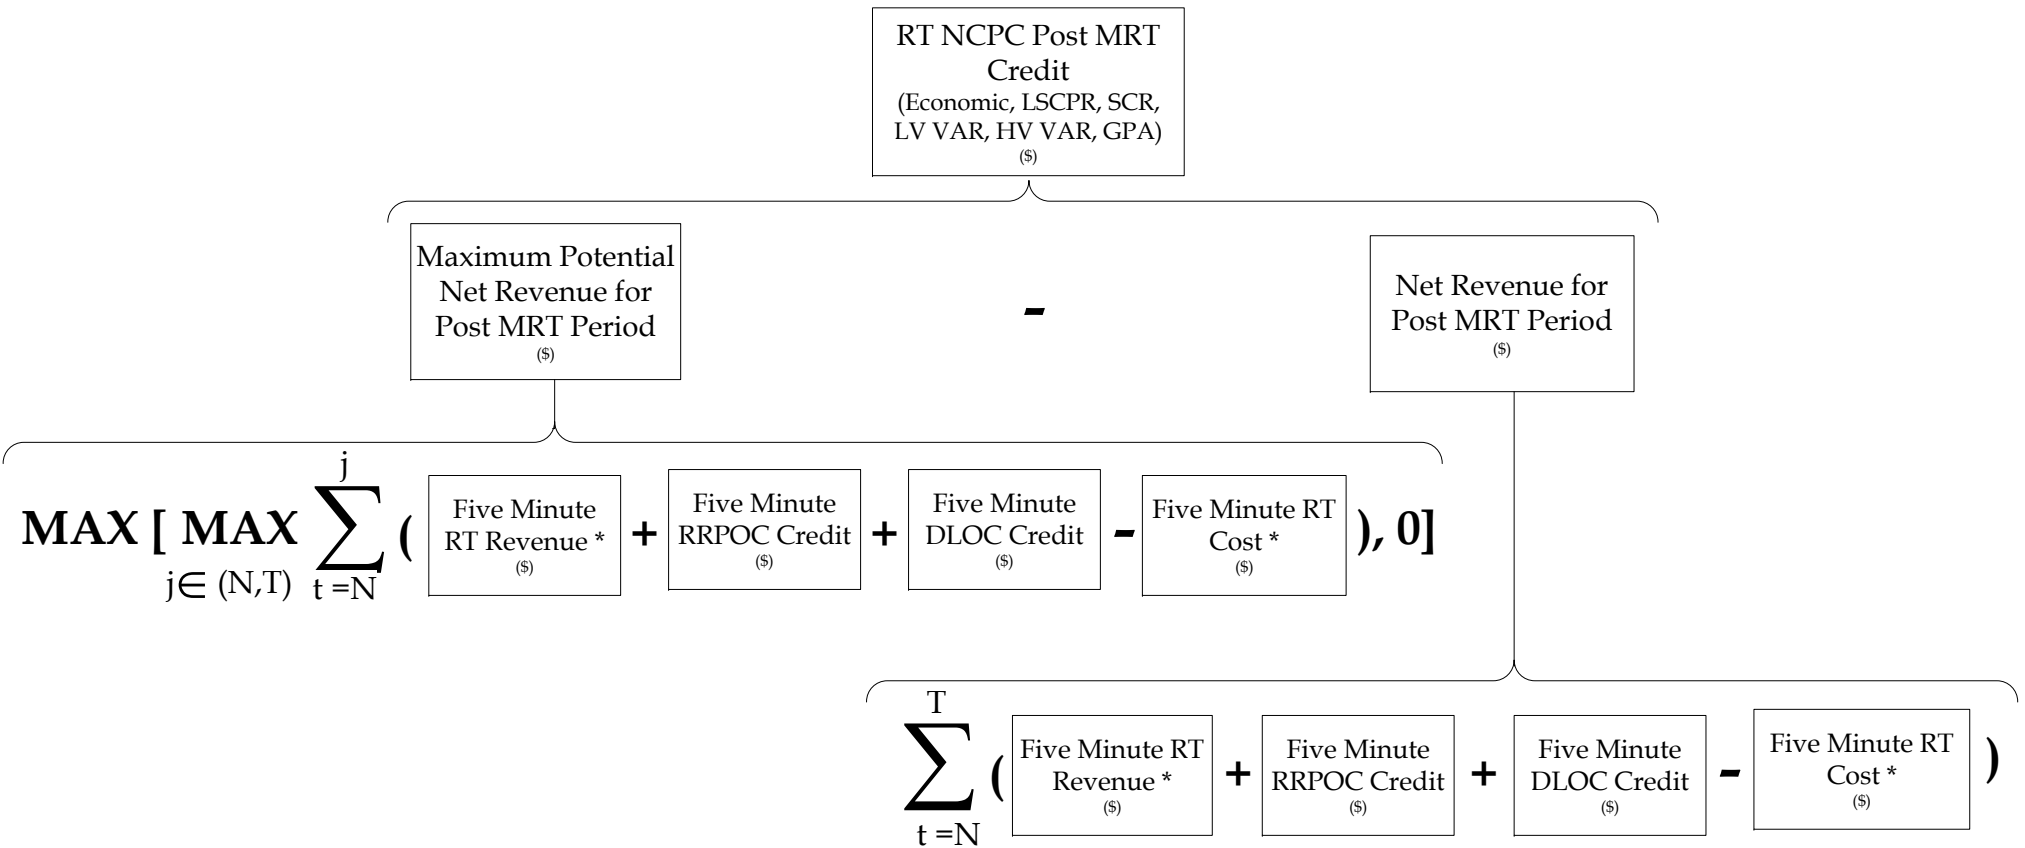 RT NCPC Post MRT
Credit
(Economic, LSCPR, SCR,
LV VAR, HV VAR, GPA)
($)
Maximum Potential
Net Revenue for
Post MRT Period
($)
-
Net Revenue for
Post MRT Period
($)
MAX [ MAX
j∈ (N,T)
j
∑
t =N
(
Five Minute
RT Revenue *
($)
+
Five Minute
RRPOC Credit
($)
+
Five Minute
DLOC Credit
($)
-
Five Minute RT
Cost *
($)
), 0]
T
∑
t =N
(
Five Minute RT
Revenue *
($)
+
Five Minute
RRPOC Credit
($)
+
Five Minute
DLOC Credit
($)
-
Five Minute RT
Cost *
($)
)